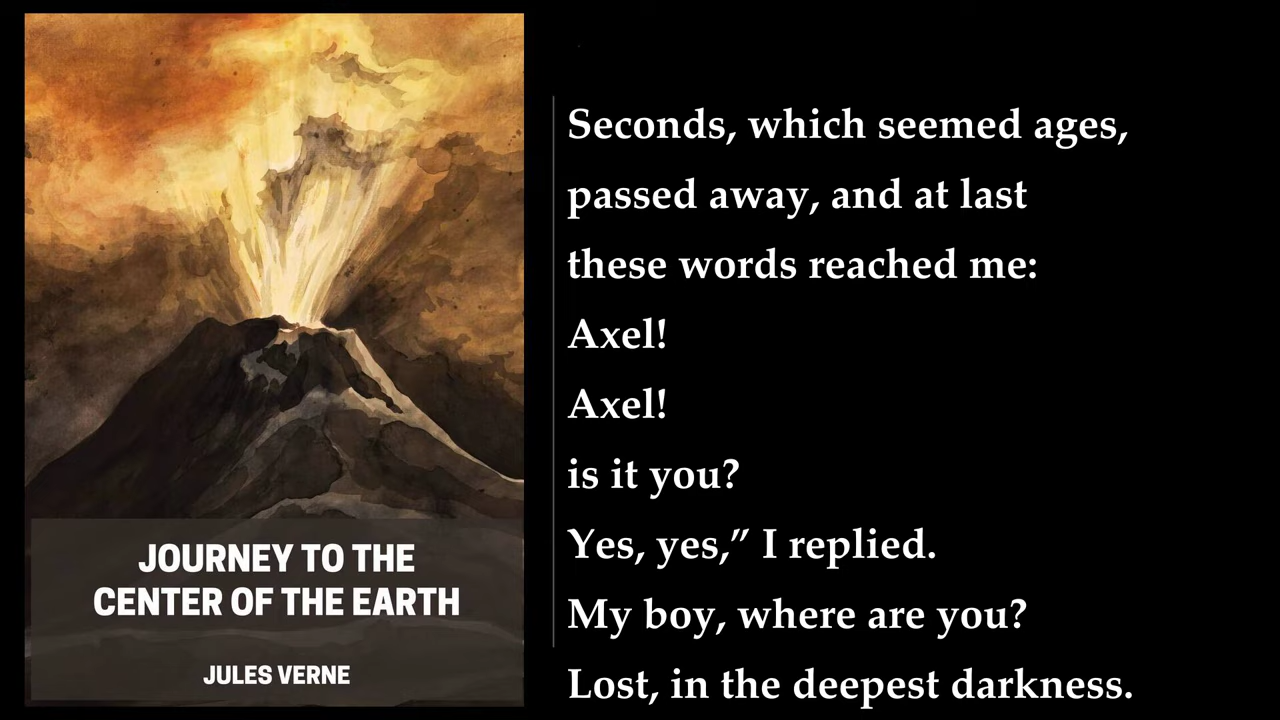 JOURNEY TO THE
CENTER OF THE EARTH
JULES VERNE
Seconds, which seemed ages,
passed away, and at last
these words reached me:
Axel!
Axel!
is it you?
Yes, yes,” I replied.
My boy, where are you?
Lost, in the deepest darkness.